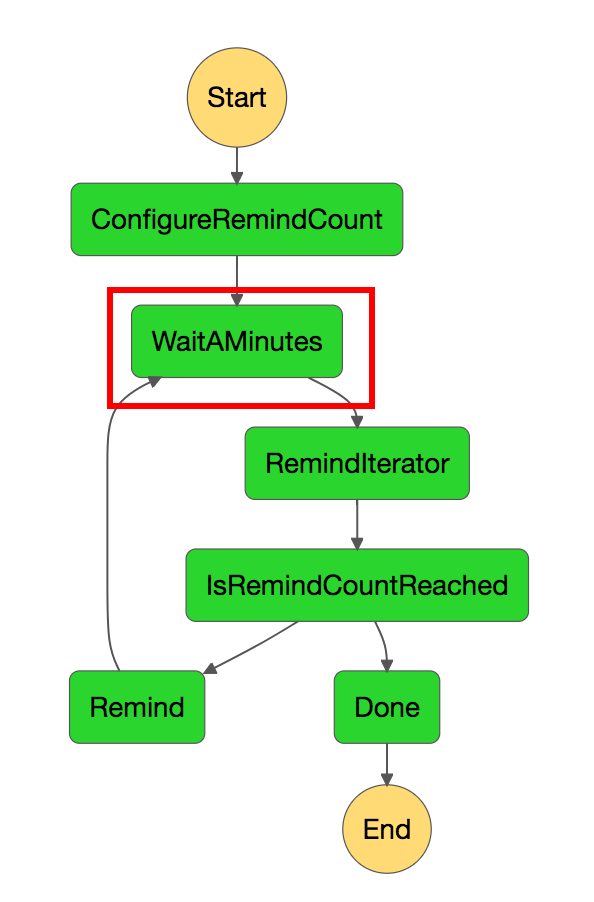 Start
ConfigureRemindCount
WaitAMinutes
RemindIterator
IsRemindCountReached
Remind
Done
End